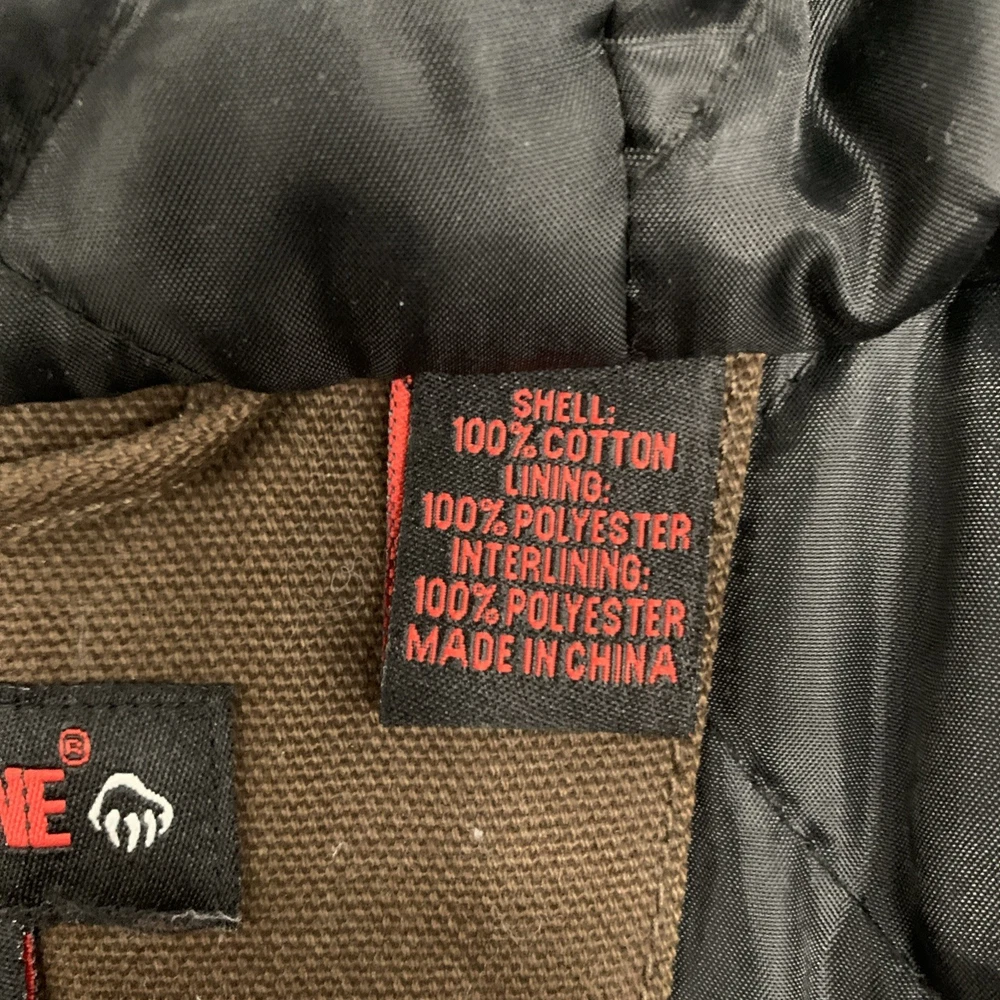 SHELL:
100% COTTON
LINING:
100% POLYESTER
INTERLINING:
100% POLYESTER
MADE IN CHINA
®